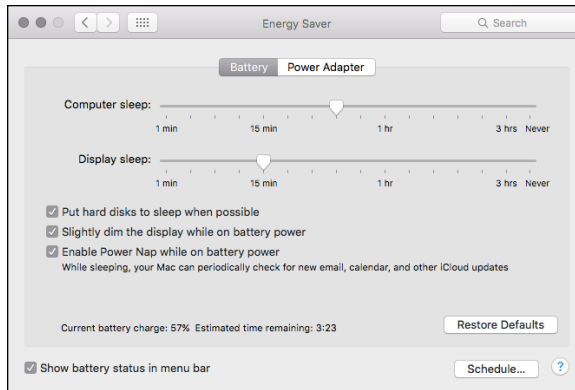 Energy Saver
Search
Battery Power Adapter
Computer sleep:
1 min 15 min 1 hr 3 hrs Never
Display sleep:
1 min 15 min 1 hr 3 hrs Never
Put hard disks to sleep when possible
Slightly dim the display while on battery power
Enable Power Nap while on battery power
While sleeping, your Mac can periodically check for new email, calendar, and other iCloud updates
Current battery charge: 57% Estimated time remaining: 3:23
Restore Defaults
Show battery status in menu bar
Schedule...
?